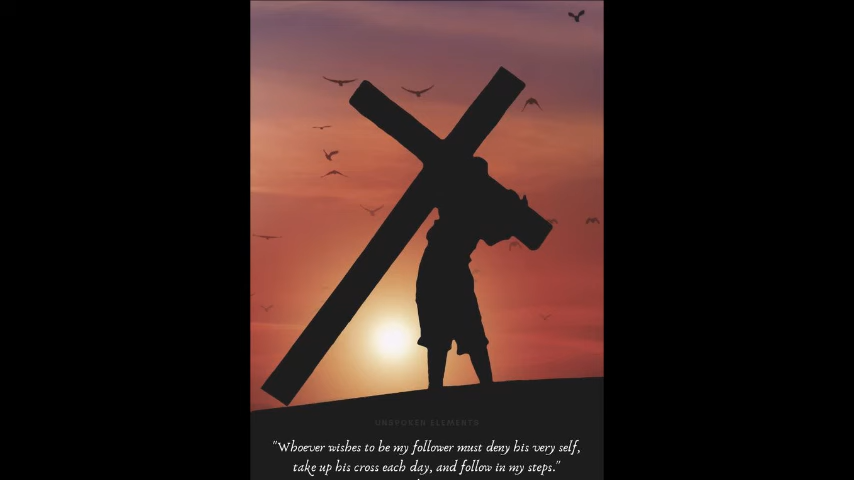 "Whoever wishes to be my follower must deny his very self,
take up his cross each day, and follow in my steps."